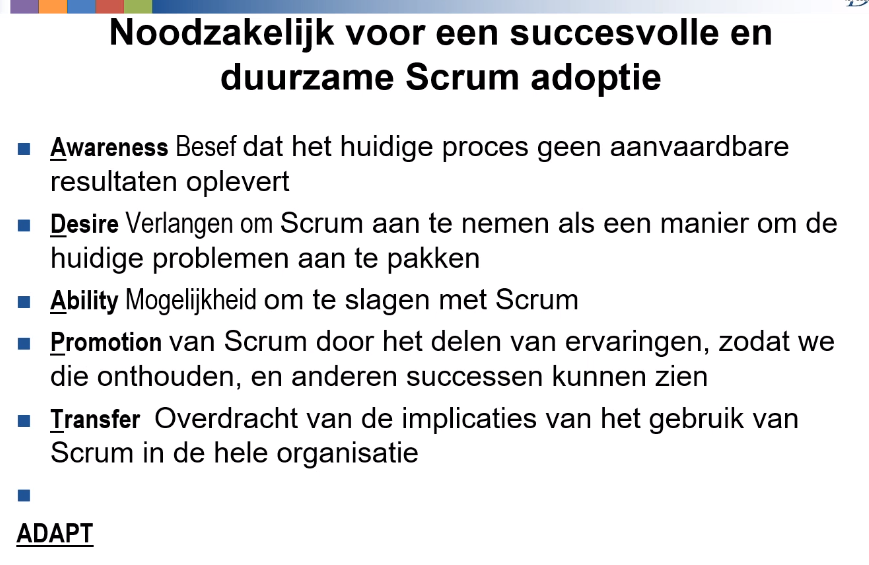 Noodzakelijk voor een succesvolle en
duurzame Scrum adoptie
Awareness Besef dat het huidige proces geen aanvaardbare
resultaten oplevert
Desire Verlangen om Scrum aan te nemen als een manier om de
huidige problemen aan te pakken
Ability Mogelijkheid om te slagen met Scrum
Promotion van Scrum door het delen van ervaringen, zodat we
die onthouden, en anderen successen kunnen zien
Transfer Overdracht van de implicaties van het gebruik van
Scrum in de hele organisatie
ADAPT